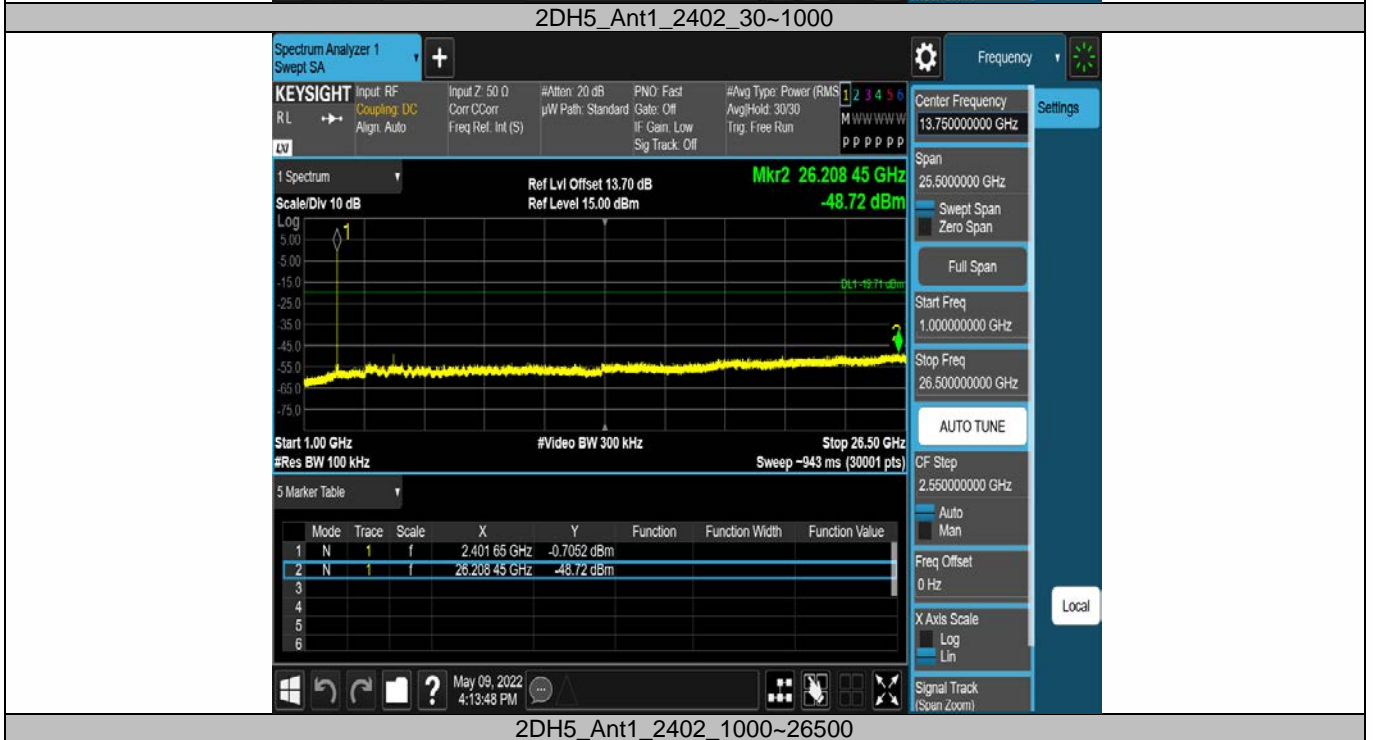 2DH5_Ant1_2402_30~1000
Spectrum Analyzer 1
Swept SA
+
Frequency
KEYSIGHT
RL
Input: RF
Coupling: DC
Align: Auto
Input Z: 50 Ω
Corr CCorr
Freq Ref: Int (S)
#Atten: 20 dB
µW Path: Standard
PNO: Fast
Gate: Off
IF Gain: Low
Sig Track: Off
#Avg Type: Power (RMS
Avg|Hold: 30/30
Trig: Free Run
1 2 3 4 5 6
M W W W W W
P P P P P P
LXI
1 Spectrum
Scale/Div 10 dB
Ref Lvl Offset 13.70 dB
Ref Level 15.00 dBm
Mkr2 26.208 45 GHz
-48.72 dBm
Log
5.00
-5.00
-15.0
-25.0
-35.0
-45.0
-55.0
-65.0
-75.0
1
DL1 -19.71 dBm
2
Start 1.00 GHz
#Video BW 300 kHz
Stop 26.50 GHz
#Res BW 100 kHz
Sweep ~943 ms (30001 pts)
5 Marker Table
Mode Trace Scale X Y Function Function Width Function Value
1 N 1 f 2.401 65 GHz -0.7052 dBm
2 N 1 f 26.208 45 GHz -48.72 dBm
3
4
5
6
Center Frequency
13.750000000 GHz
Settings
Span
25.5000000 GHz
Swept Span
Zero Span
Full Span
Start Freq
1.000000000 GHz
Stop Freq
26.500000000 GHz
AUTO TUNE
CF Step
2.550000000 GHz
Auto
Man
Freq Offset
0 Hz
Local
X Axis Scale
Log
Lin
Signal Track
(Span Zoom)
?
May 09, 2022
4:13:48 PM
2DH5_Ant1_2402_1000~26500